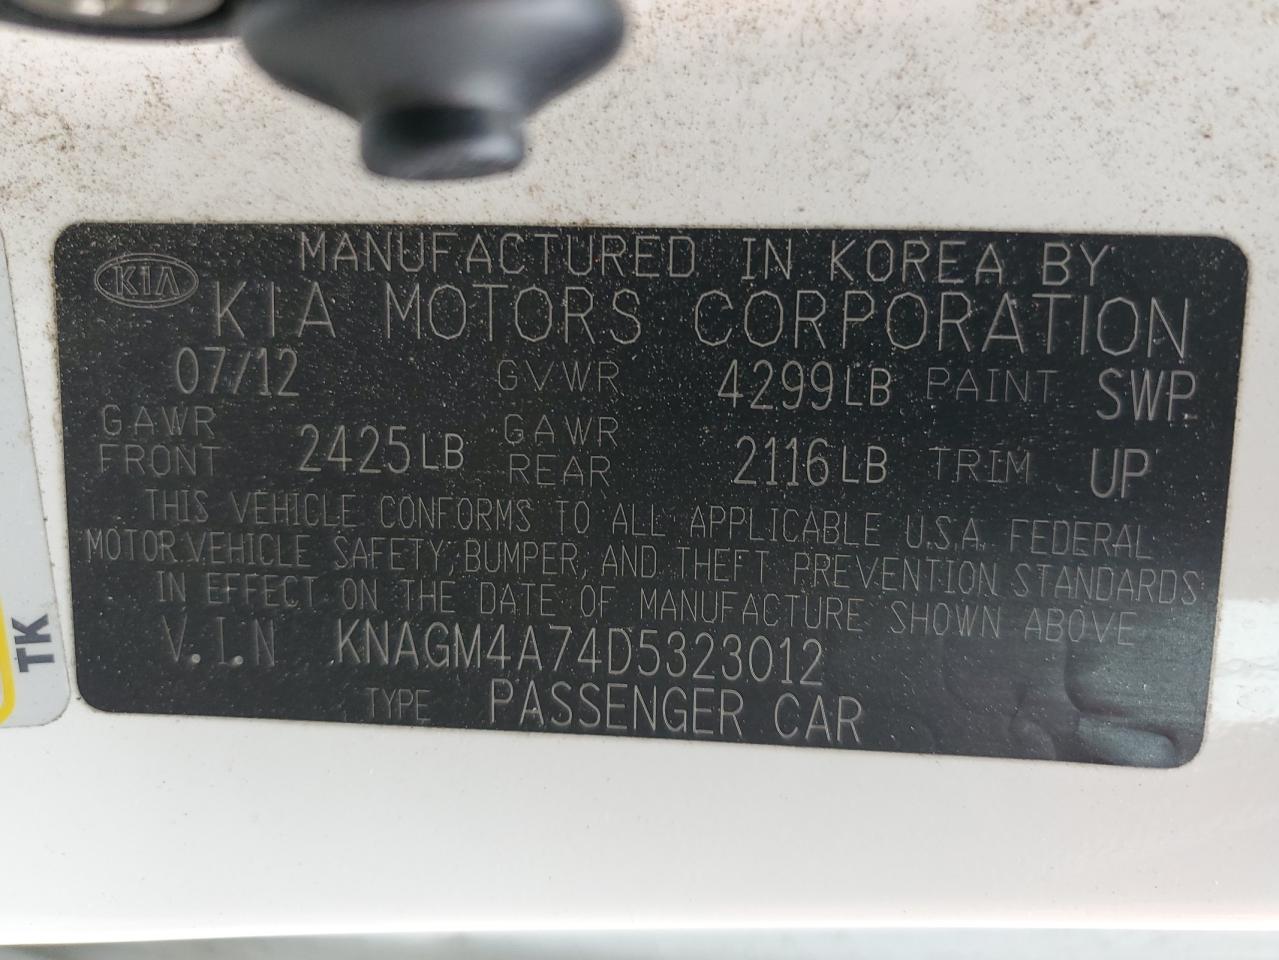 MANUFACTURED IN KOREA BY
KIA
KIA MOTORS CORPORATION
07/12 GVWR 4299LB PAINT SWP
GAWR FRONT 2425LB GAWR REAR 2116LB TRIM UP
THIS VEHICLE CONFORMS TO ALL APPLICABLE U.S.A. FEDERAL
MOTOR VEHICLE SAFETY, BUMPER, AND THEFT PREVENTION STANDARDS
IN EFFECT ON THE DATE OF MANUFACTURE SHOWN ABOVE
V.I.N KNAGM4A74D5323012
TYPE PASSENGER CAR
TK